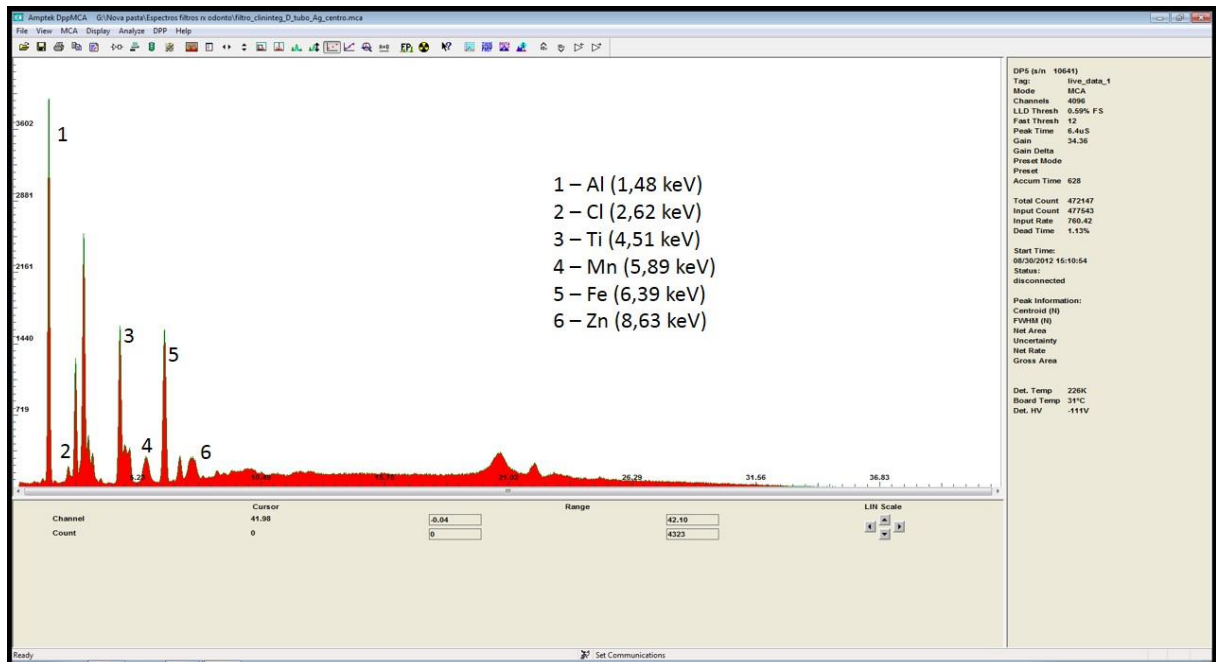 Amptek DppMCA G:\Nova pasta\Espectros filtros rx odonto\filtro_clininteg_D_tubo_Ag_centro.mca
File View MCA Display Analyze DPP Help
3602
2881
2161
1440
719
1
2
3
4
5
6
1 – Al (1,48 keV)
2 – Cl (2,62 keV)
3 – Ti (4,51 keV)
4 – Mn (5,89 keV)
5 – Fe (6,39 keV)
6 – Zn (8,63 keV)
5.23 26.29 31.56 36.83
DP5 (s/n 10641)
Tag: live_data_1
Mode MCA
Channels 4096
LLD Thresh 0.59% FS
Fast Thresh 12
Peak Time 6.4uS
Gain 34.36
Gain Delta
Preset Mode
Preset
Accum Time 628
Total Count 472147
Input Count 477543
Input Rate 760.42
Dead Time 1.13%
Start Time:
08/30/2012 15:10:54
Status:
disconnected
Peak Information:
Centroid (N)
FWHM (N)
Net Area
Uncertainty
Net Rate
Gross Area
Det. Temp 226K
Board Temp 31°C
Det. HV -111V
Cursor Range LIN Scale
Channel 41.98 -0.04 42.10
Count 0 0 4323
Ready Set Communications